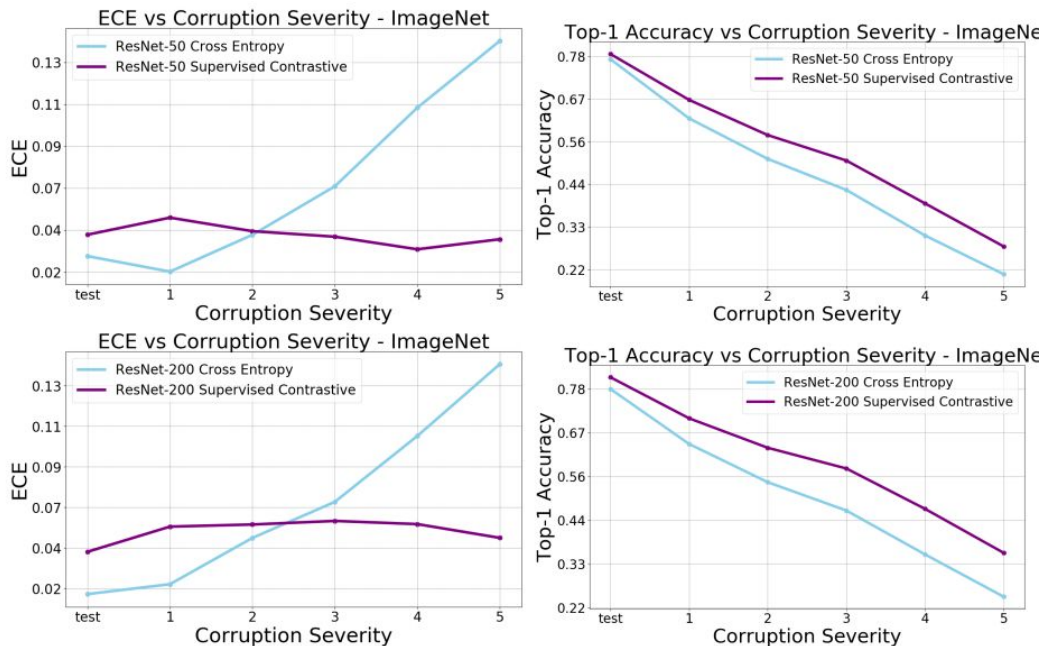 ECE vs Corruption Severity - ImageNet
ResNet-50 Cross Entropy
ResNet-50 Supervised Contrastive
0.13
0.11
0.09
0.07
0.04
0.02
ECE
test 1 2 3 4 5
Corruption Severity
Top-1 Accuracy vs Corruption Severity - ImageNe
ResNet-50 Cross Entropy
ResNet-50 Supervised Contrastive
0.78
0.67
0.56
0.44
0.33
0.22
Top-1 Accuracy
test 1 2 3 4 5
Corruption Severity
ECE vs Corruption Severity - ImageNet
ResNet-200 Cross Entropy
ResNet-200 Supervised Contrastive
0.13
0.11
0.09
0.07
0.04
0.02
ECE
test 1 2 3 4 5
Corruption Severity
Top-1 Accuracy vs Corruption Severity - ImageNe
ResNet-200 Cross Entropy
ResNet-200 Supervised Contrastive
0.78
0.67
0.56
0.44
0.33
0.22
Top-1 Accuracy
test 1 2 3 4 5
Corruption Severity